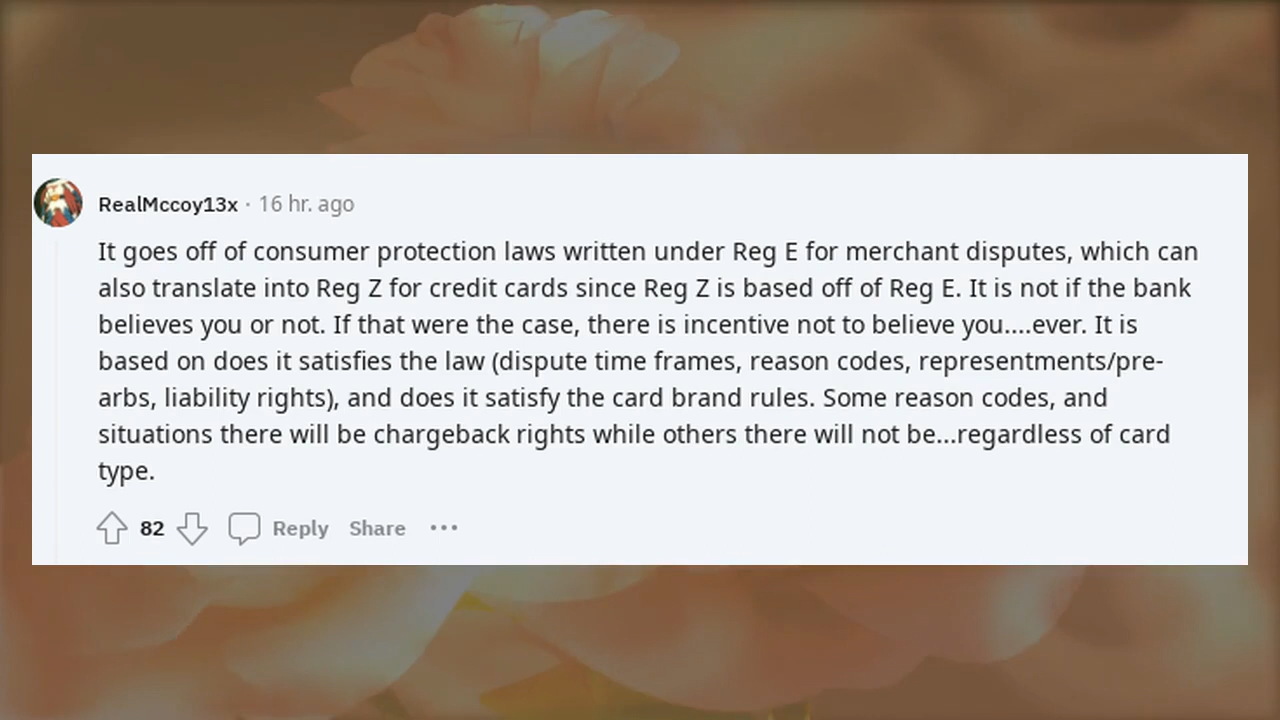 RealMccoy13x · 16 hr. ago
It goes off of consumer protection laws written under Reg E for merchant disputes, which can
also translate into Reg Z for credit cards since Reg Z is based off of Reg E. It is not if the bank
believes you or not. If that were the case, there is incentive not to believe you....ever. It is
based on does it satisfies the law (dispute time frames, reason codes, representments/pre-
arbs, liability rights), and does it satisfy the card brand rules. Some reason codes, and
situations there will be chargeback rights while others there will not be...regardless of card
type.
82 Reply Share ...